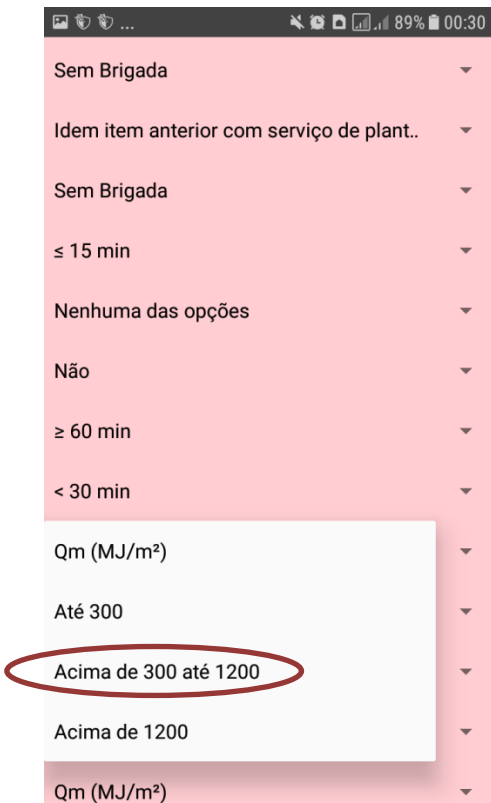 ... 89% 00:30
Sem Brigada
Idem item anterior com serviço de plant..
Sem Brigada
≤ 15 min
Nenhuma das opções
Não
≥ 60 min
< 30 min
Qm (MJ/m²)
Até 300
Acima de 300 até 1200
Acima de 1200
Qm (MJ/m²)